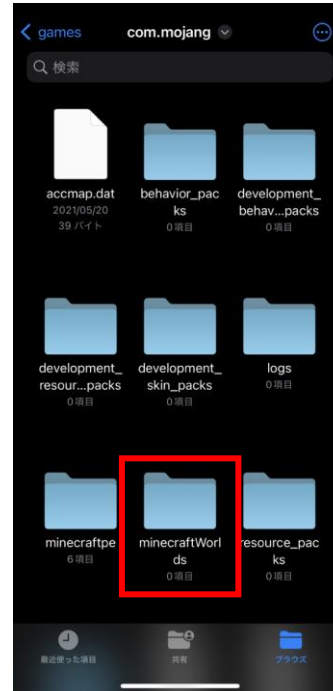 games
com.mojang
検索
accmap.dat
2021/05/20
39 バイト
behavior_pac
ks
0項目
development_
behav...packs
0項目
development_
resour...packs
0項目
development_
skin_packs
0項目
logs
0項目
minecraftpe
6項目
minecraftWorl
ds
0項目
resource_pac
ks
0項目
最近使った項目
共有
ブラウズ